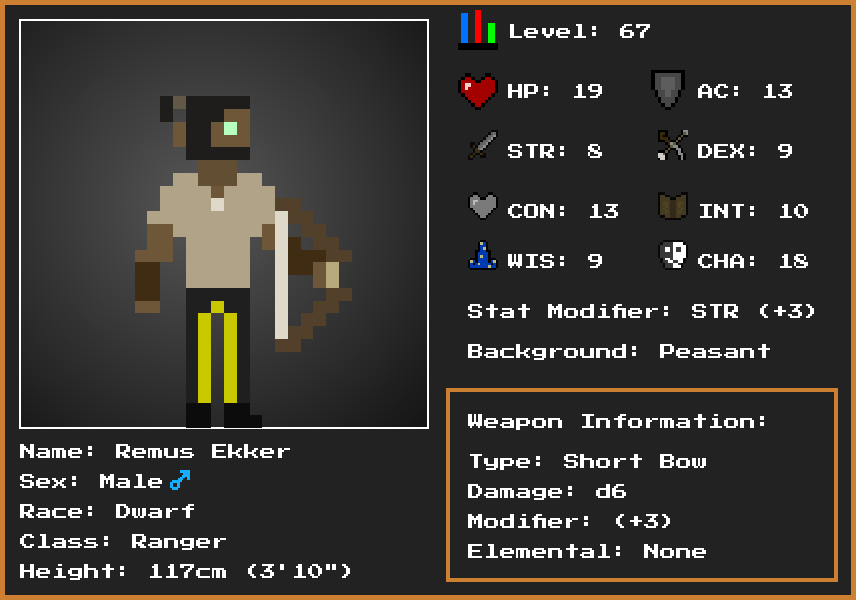 Level: 67
HP: 19 AC: 13
STR: 8 DEX: 9
CON: 13 INT: 10
WIS: 9 CHA: 18
Stat Modifier: STR (+3)
Background: Peasant
Weapon Information:
Type: Short Bow
Damage: d6
Modifier: (+3)
Elemental: None
Name: Remus Ekker
Sex: Male ♂
Race: Dwarf
Class: Ranger
Height: 117cm (3'10")